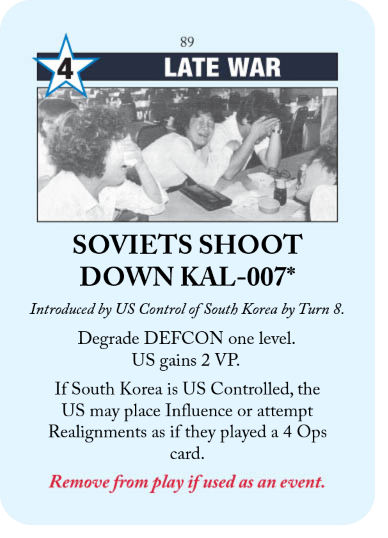 89
4
LATE WAR
SOVIETS SHOOT
DOWN KAL-007*
Introduced by US Control of South Korea by Turn 8.
Degrade DEFCON one level.
US gains 2 VP.
If South Korea is US Controlled, the
US may place Influence or attempt
Realignments as if they played a 4 Ops
card.
Remove from play if used as an event.